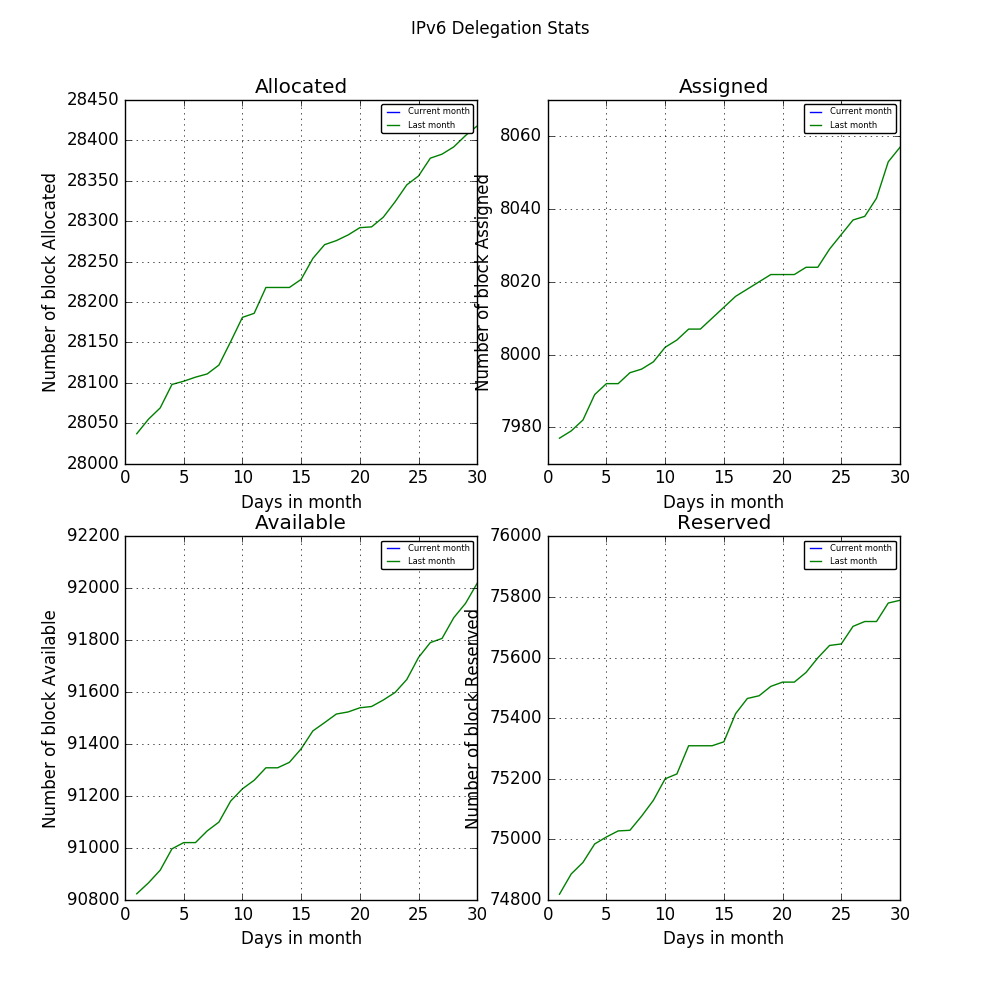 IPv6 Delegation Stats
Allocated
Number of block Allocated
28450
28400
28350
28300
28250
28200
28150
28100
28050
28000
0 5 10 15 20 25 30
Days in month
Current month
Last month
Assigned
Number of block Assigned
8060
8040
8020
8000
7980
0 5 10 15 20 25 30
Days in month
Current month
Last month
Available
Number of block Available
92200
92000
91800
91600
91400
91200
91000
90800
0 5 10 15 20 25 30
Days in month
Current month
Last month
Reserved
Number of block Reserved
76000
75800
75600
75400
75200
75000
74800
0 5 10 15 20 25 30
Days in month
Current month
Last month